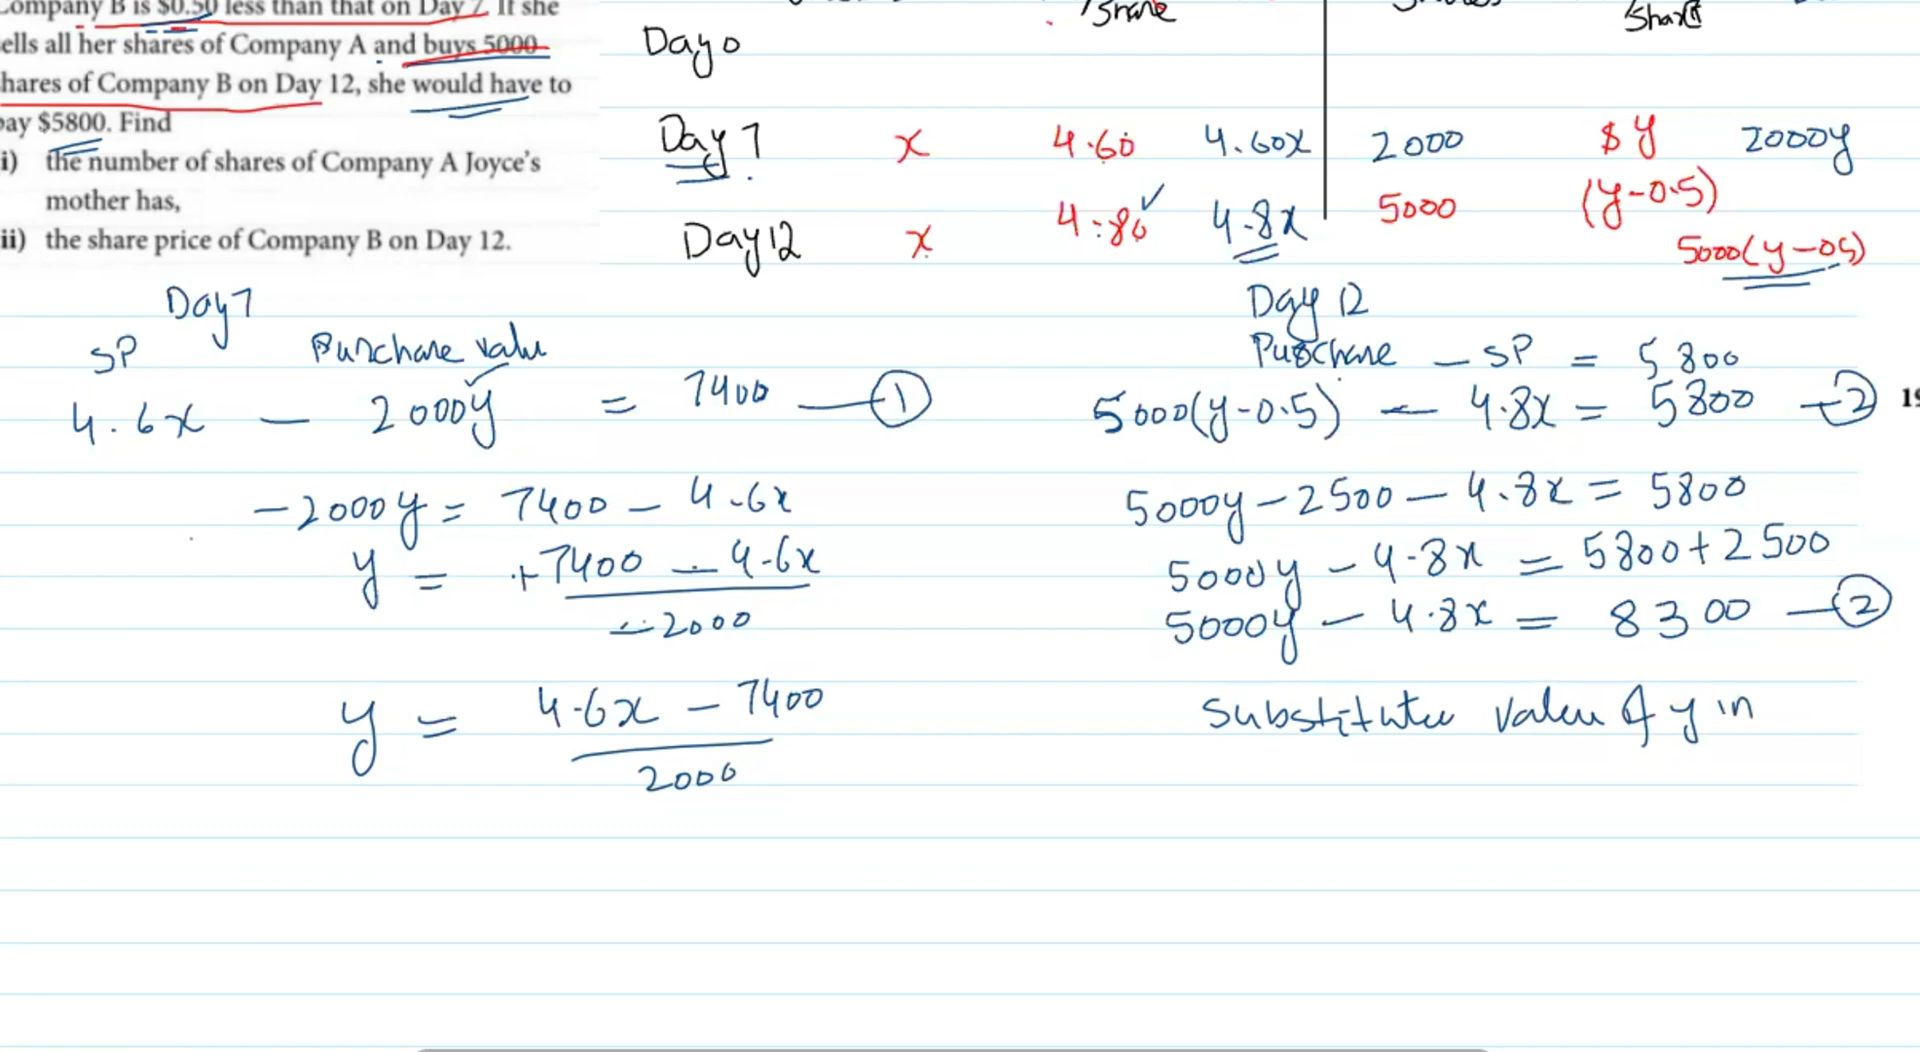 Company B is $0.50 less than that on Day 7. If she
ells all her shares of Company A and buys 5000
hares of Company B on Day 12, she would have to
pay $5800. Find
i) the number of shares of Company A Joyce's
mother has,
ii) the share price of Company B on Day 12.
/Share
/Share
Day 0
Day 7 x 4.60 4.60x 2000 $ y 2000y
Day 12 x 4.80 4.8x 5000 (y-0.5)
5000(y-05)
Day 7
SP Purchase value
4.6x - 2000y = 7400 — 1
-2000y = 7400 - 4.6x
y = +7400 - 4.6x
-2000
y = 4.6x - 7400
2000
Day 12
Purchase - SP = 5800
5000(y-0.5) - 4.8x = 5800 — 2
19
5000y - 2500 - 4.8x = 5800
5000y - 4.8x = 5800 + 2500
5000y - 4.8x = 8300 — 2
Substitute value of y in